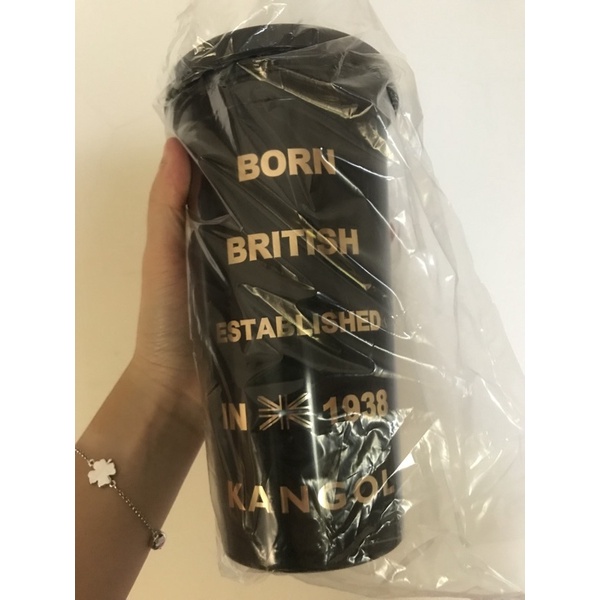 BORN
BRITISH
ESTABLISHED
IN 1938
KANGOL